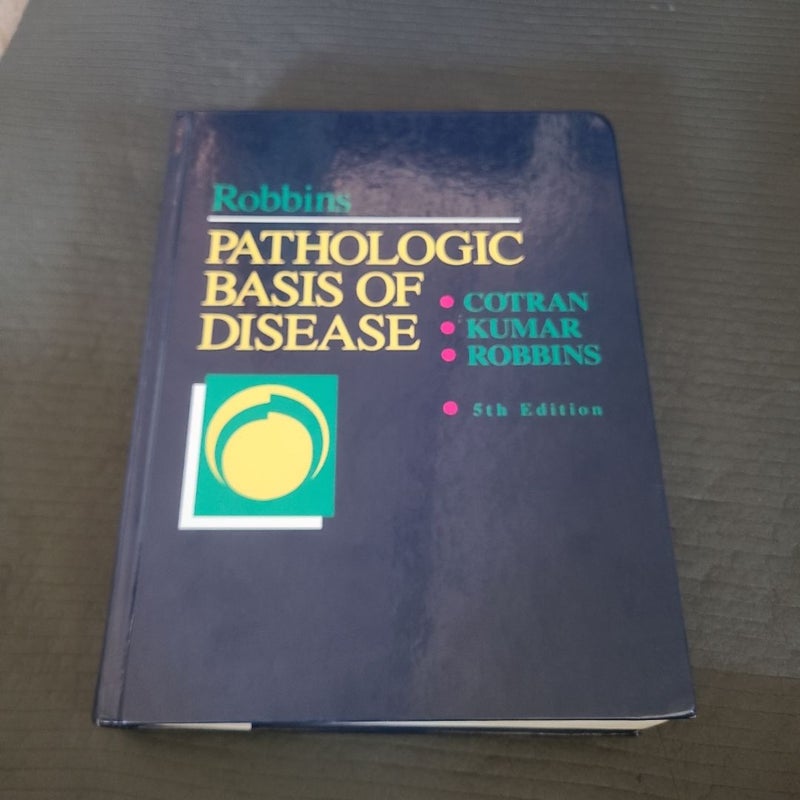 Robbins
PATHOLOGIC
BASIS OF
DISEASE
COTRAN
KUMAR
ROBBINS
5th Edition